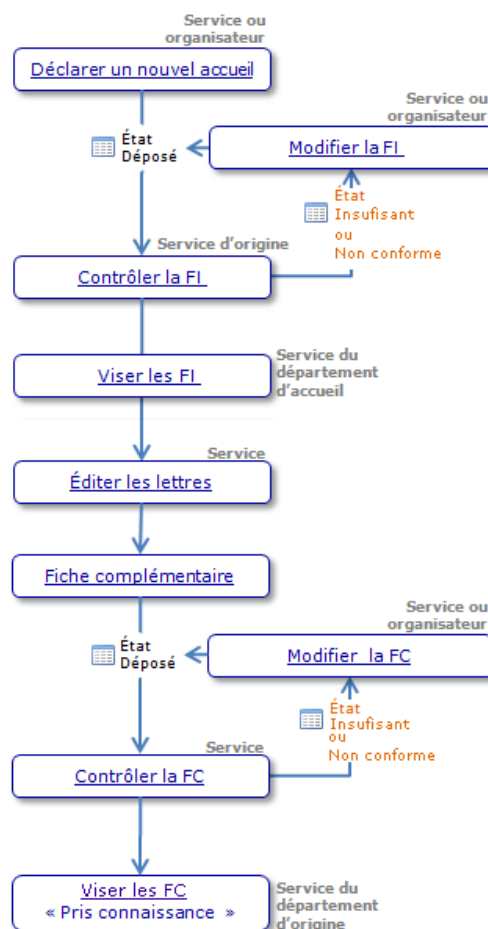 Service ou
organisateur
Déclarer un nouvel accueil
Service ou
organisateur
État
Déposé
Modifier la FI
État
Insufisant
ou
Non conforme
Service d'origine
Contrôler la FI
Service du
département
d'accueil
Viser les FI
Service
Éditer les lettres
Fiche complémentaire
Service ou
organisateur
État
Déposé
Modifier la FC
État
Insufisant
ou
Non conforme
Service
Contrôler la FC
Viser les FC
« Pris connaissance »
Service du
département
d'origine